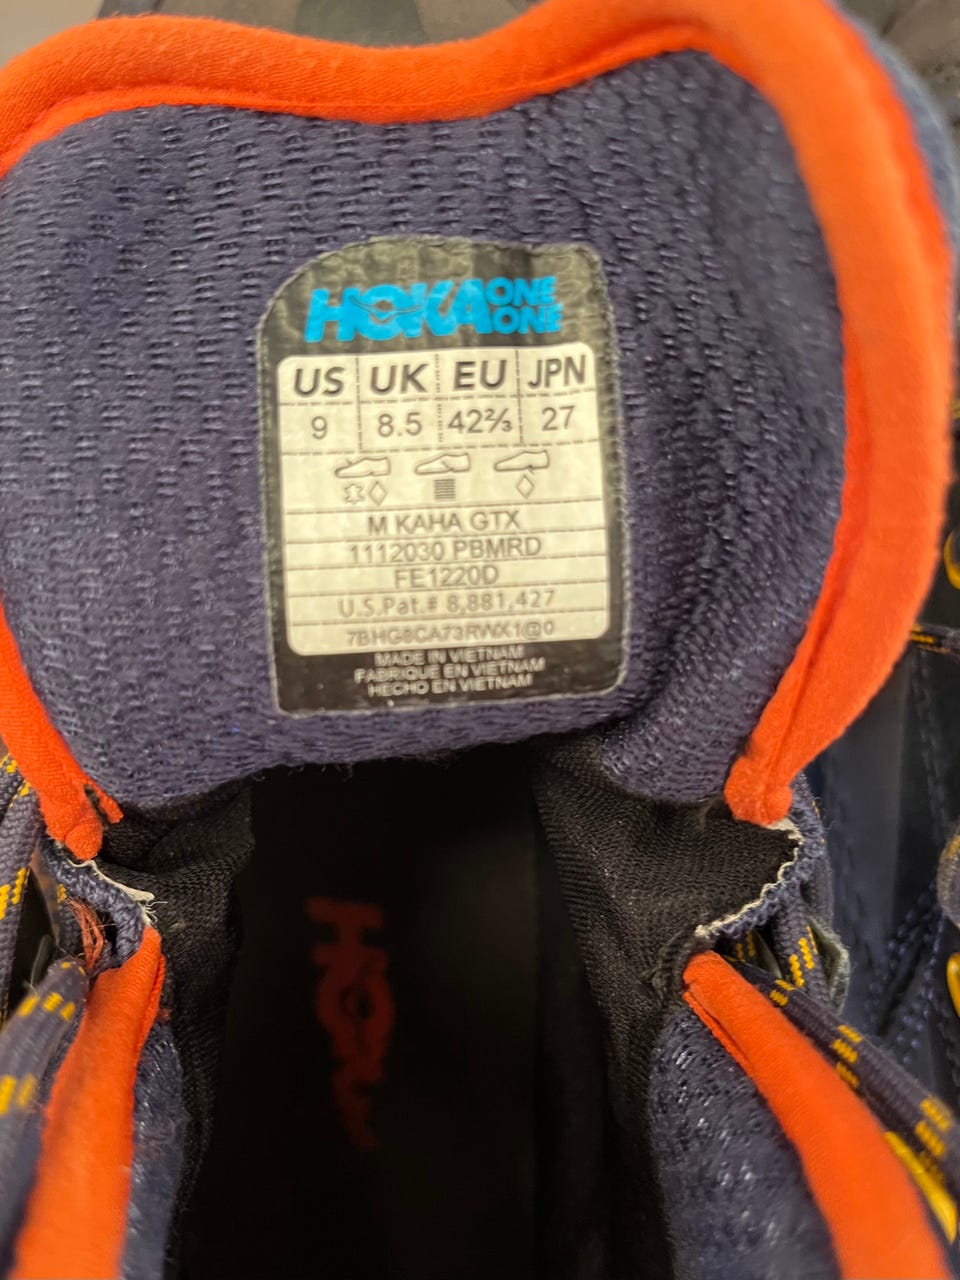 HOKA ONE ONE
US UK EU JPN
9 8.5 42⅔ 27
M KAHA GTX
1112030 PBMRD
FE1220D
U.S.Pat.# 8,881,427
7BHG8CA73RWX1@0
MADE IN VIETNAM
FABRIQUE EN VIETNAM
HECHO EN VIETNAM
HOKA